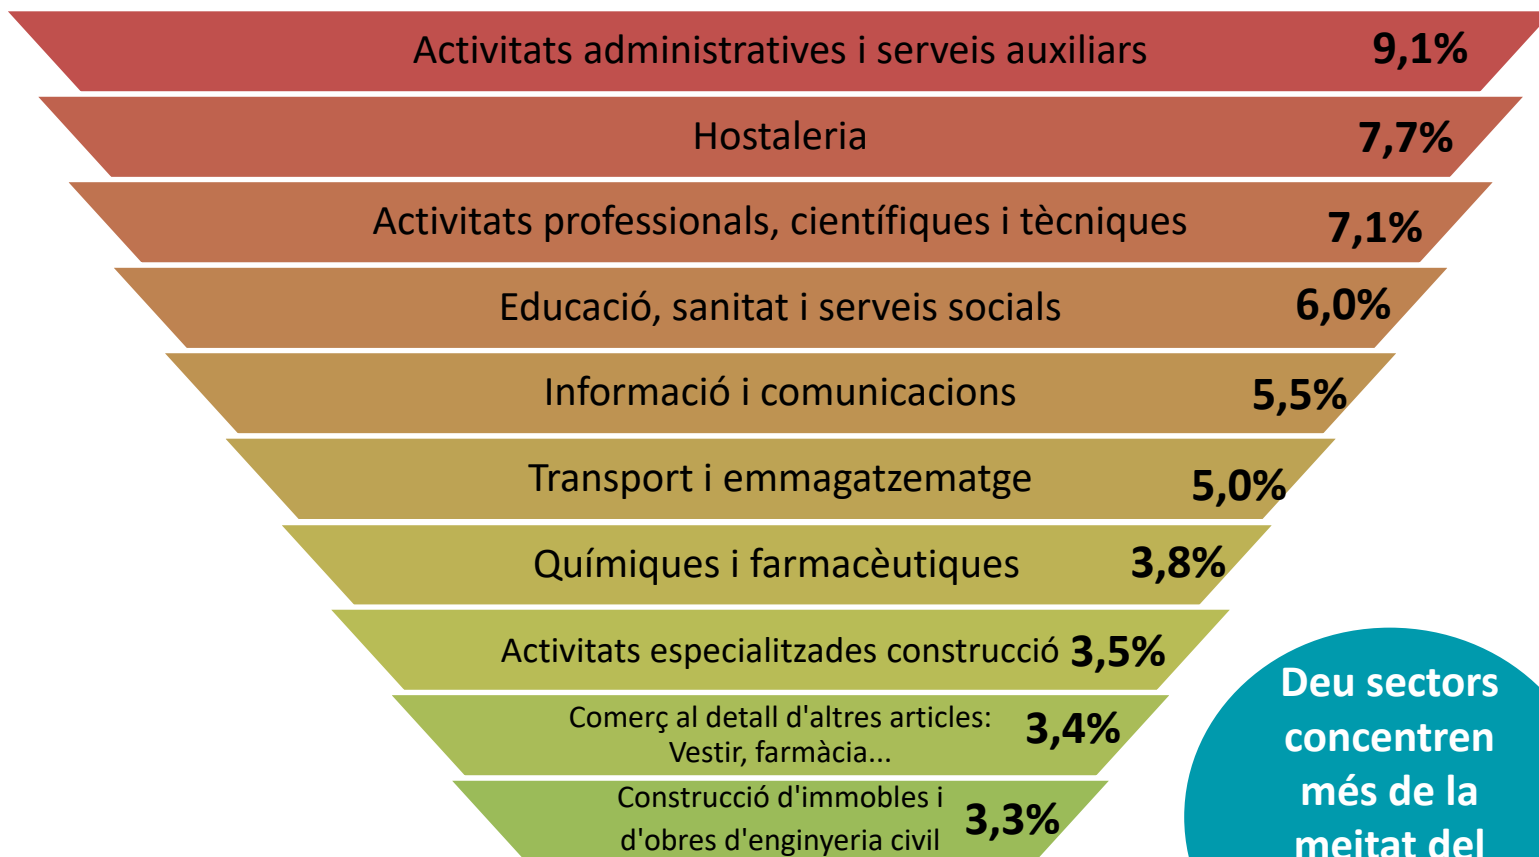 Activitats administratives i serveis auxiliars 9,1%
Hostaleria 7,7%
Activitats professionals, científiques i tècniques 7,1%
Educació, sanitat i serveis socials 6,0%
Informació i comunicacions 5,5%
Transport i emmagatzematge 5,0%
Químiques i farmacèutiques 3,8%
Activitats especialitzades construcció 3,5%
Comerç al detall d'altres articles: 3,4%
Vestir, farmàcia...
Construcció d'immobles i 3,3%
d'obres d'enginyeria civil
Deu sectors
concentren
més de la
meitat del